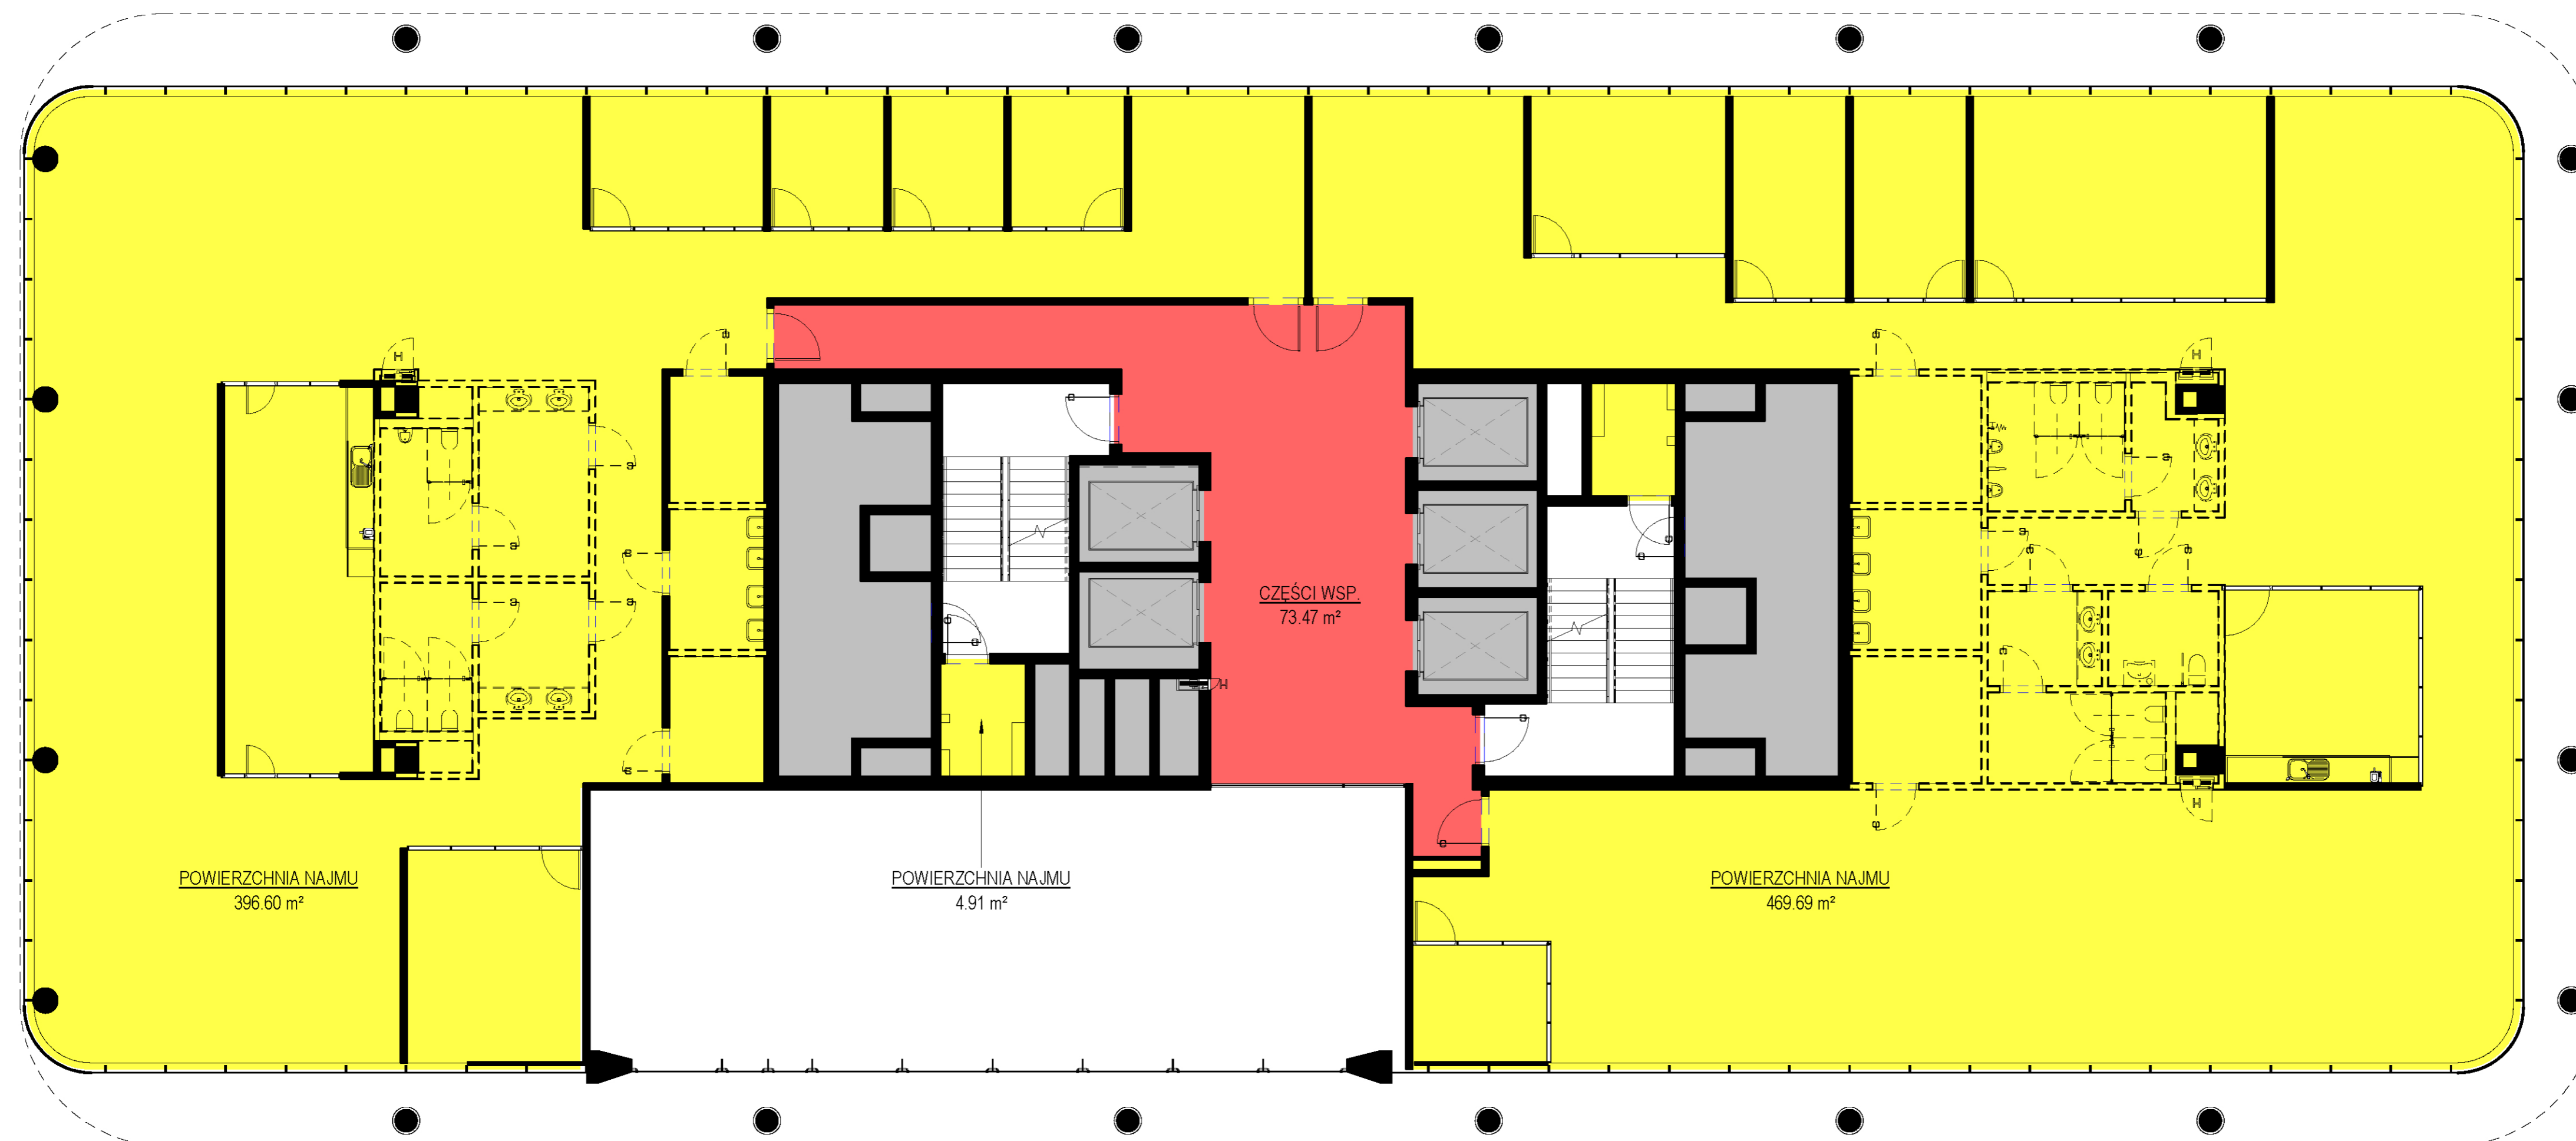 H
H
CZĘŚCI WSP.
73.47 m²
H
H
POWIERZCHNIA NAJMU
396.60 m²
POWIERZCHNIA NAJMU
4.91 m²
POWIERZCHNIA NAJMU
469.69 m²